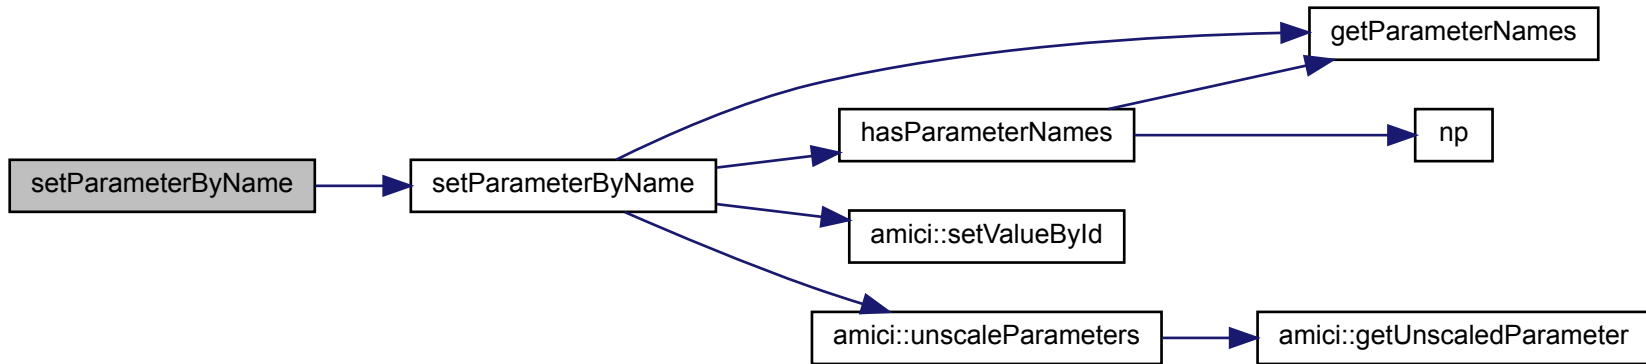 getParameterNames
hasParameterNames
np
setParameterByName
setParameterByName
amici::setValueById
amici::unscaleParameters
amici::getUnscaledParameter